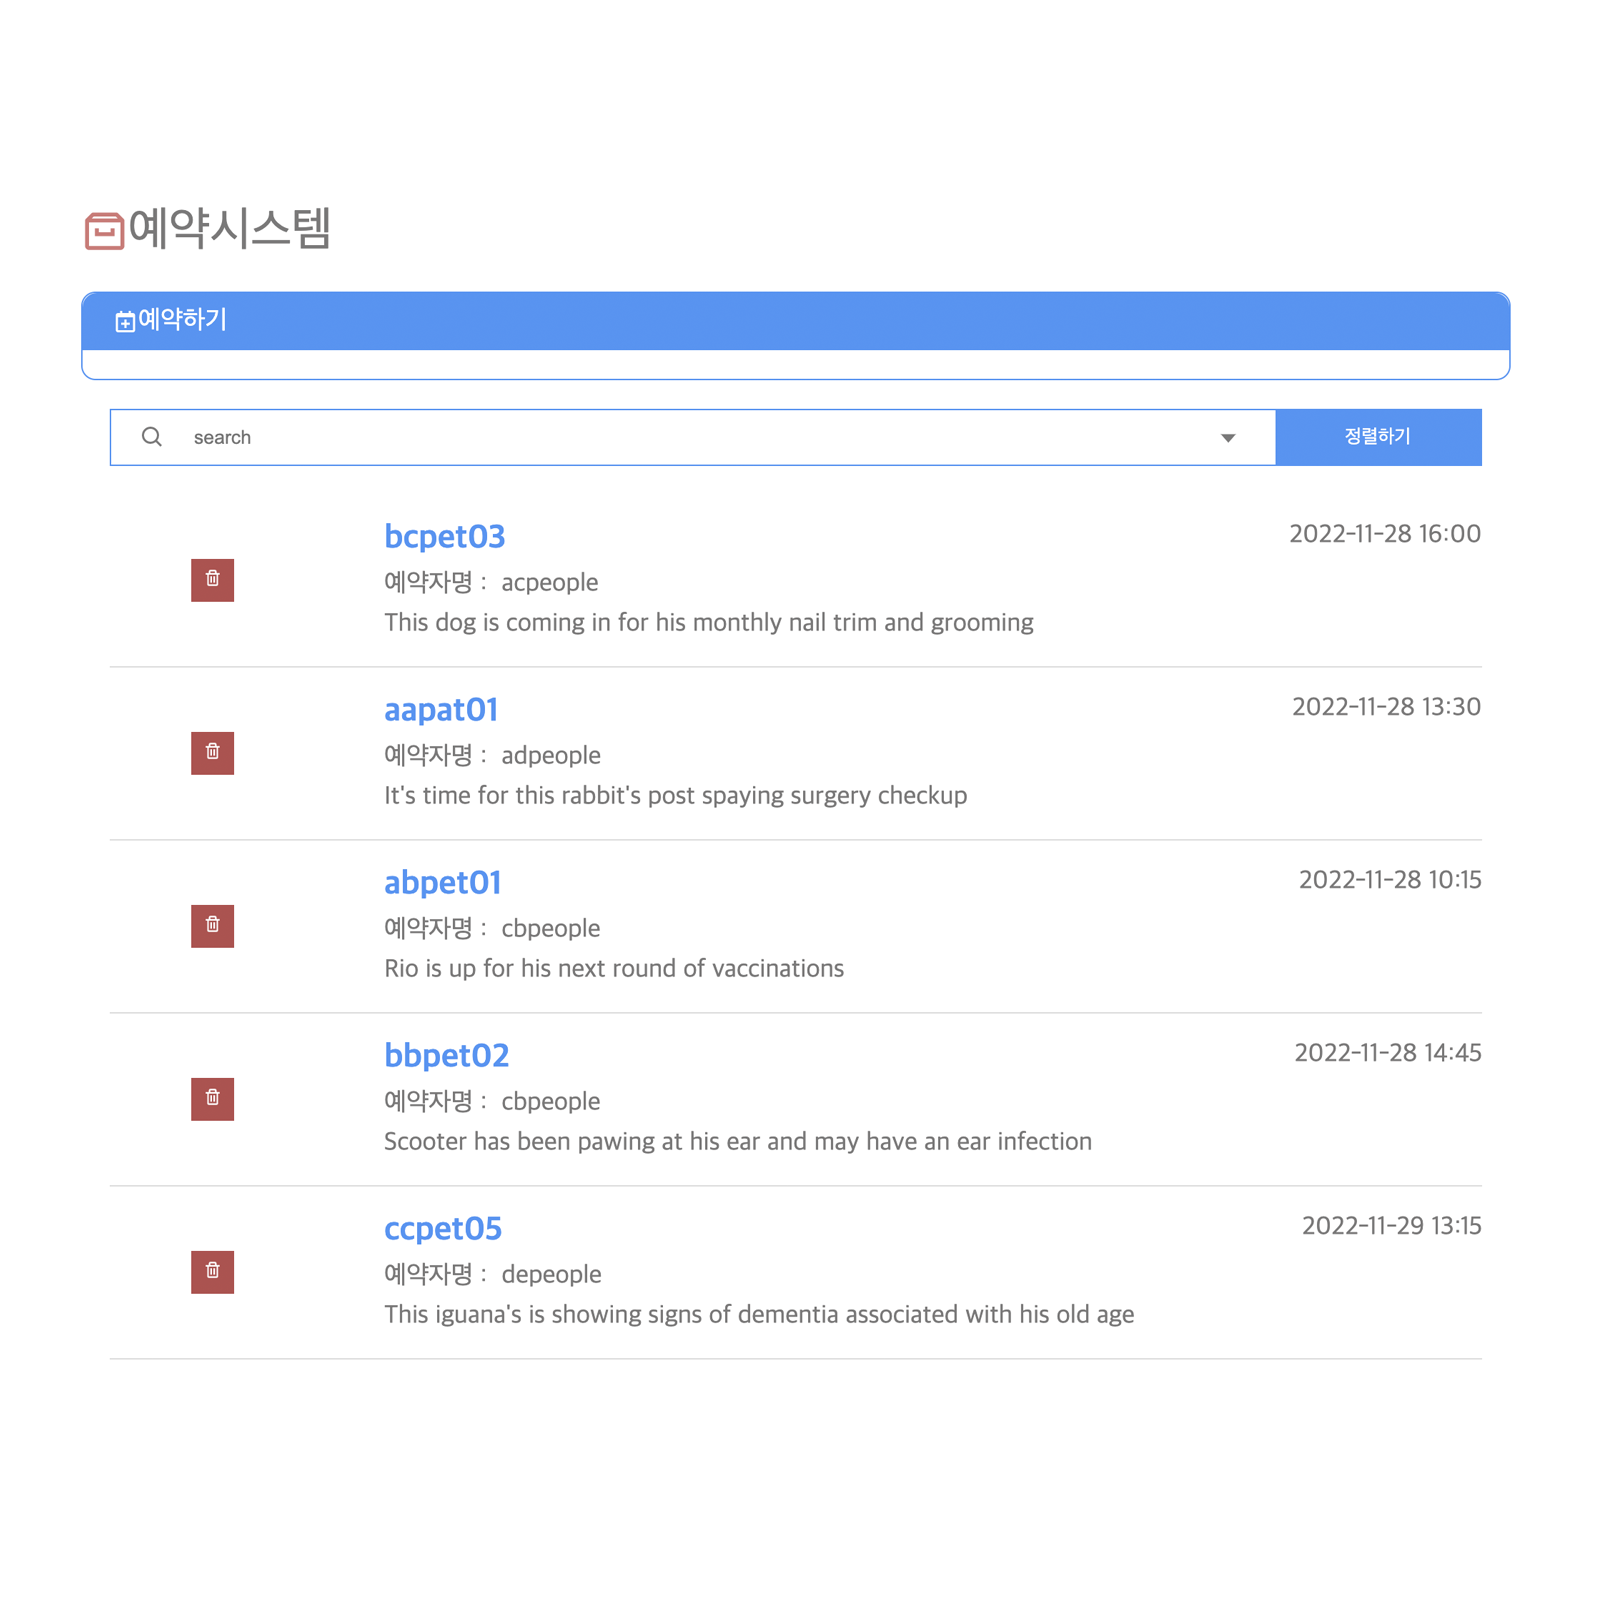 예약시스템
예약하기
search
정렬하기
bcpet03
2022-11-28 16:00
예약자명 : acpeople
This dog is coming in for his monthly nail trim and grooming
aapat01
2022-11-28 13:30
예약자명 : adpeople
It's time for this rabbit's post spaying surgery checkup
abpet01
2022-11-28 10:15
예약자명 : cbpeople
Rio is up for his next round of vaccinations
bbpet02
2022-11-28 14:45
예약자명 : cbpeople
Scooter has been pawing at his ear and may have an ear infection
ccpet05
2022-11-29 13:15
예약자명 : depeople
This iguana's is showing signs of dementia associated with his old age